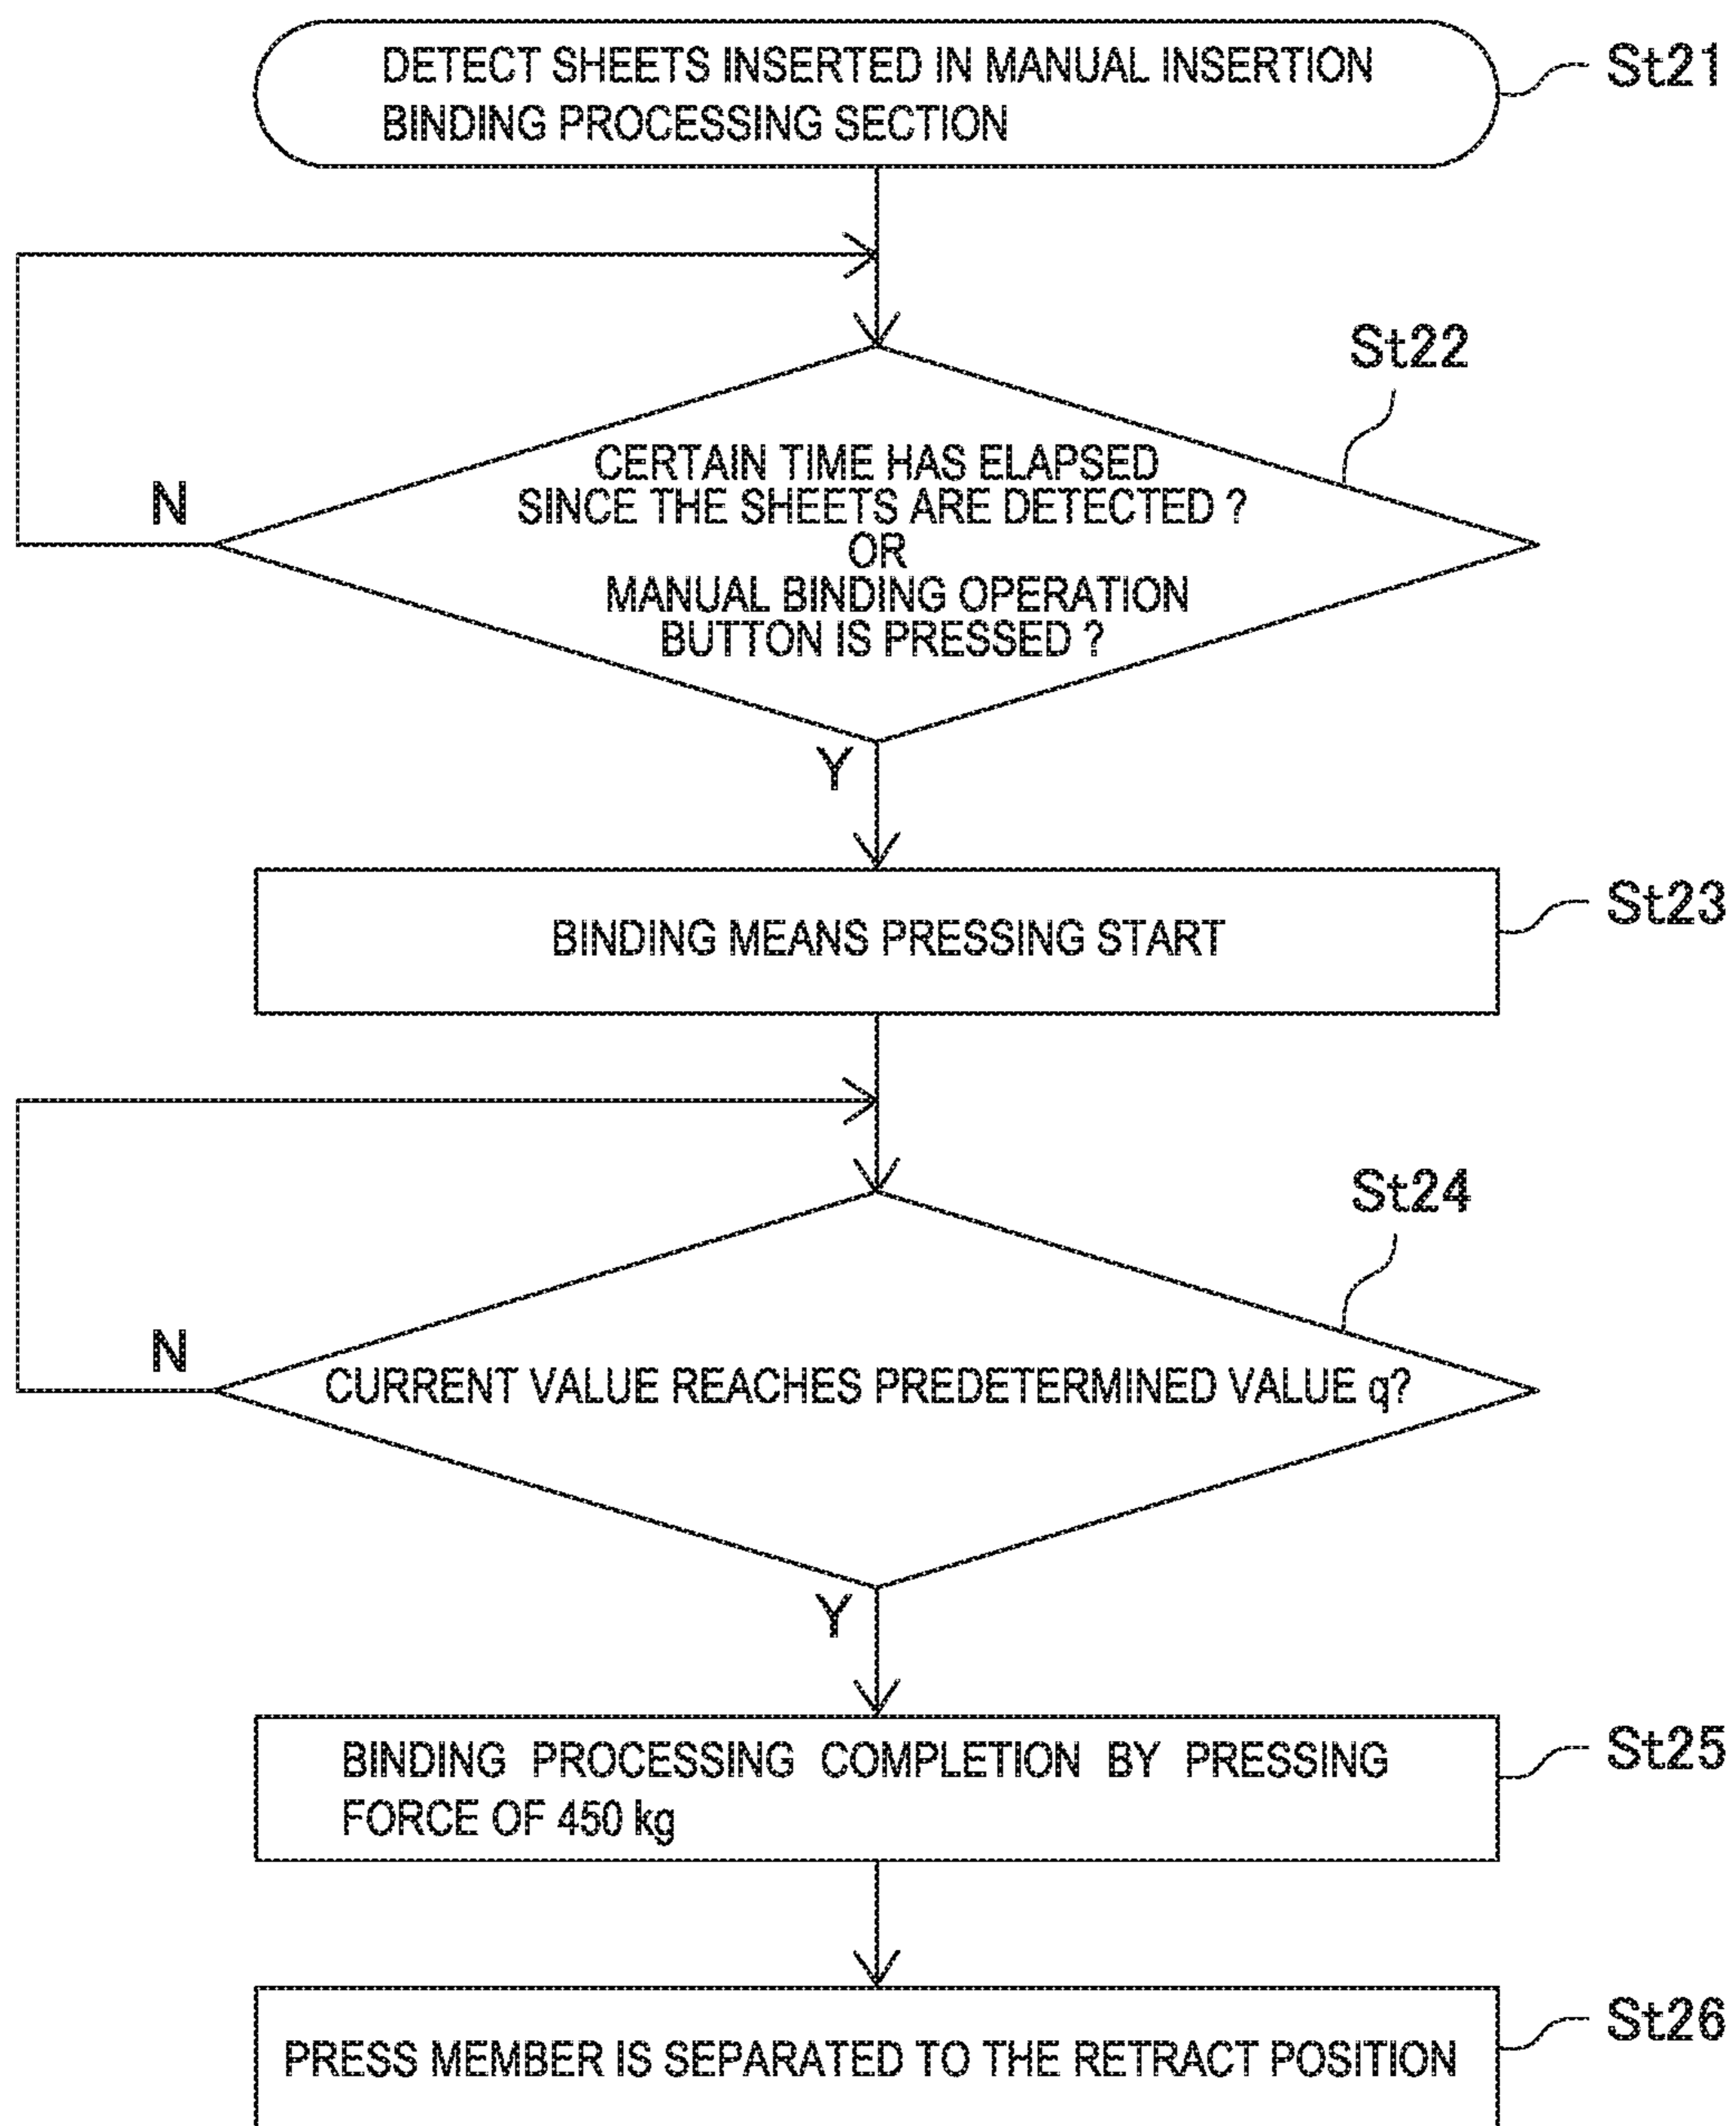 DETECT SHEETS INSERTED IN MANUAL INSERTION
BINDING PROCESSING SECTION
St21
St22
CERTAIN TIME HAS ELAPSED
SINCE THE SHEETS ARE DETECTED ?
OR
MANUAL BINDING OPERATION
BUTTON IS PRESSED ?
N
Y
BINDING MEANS PRESSING START
St23
St24
CURRENT VALUE REACHES PREDETERMINED VALUE q?
N
Y
BINDING PROCESSING COMPLETION BY PRESSING
FORCE OF 450 kg
St25
PRESS MEMBER IS SEPARATED TO THE RETRACT POSITION
St26